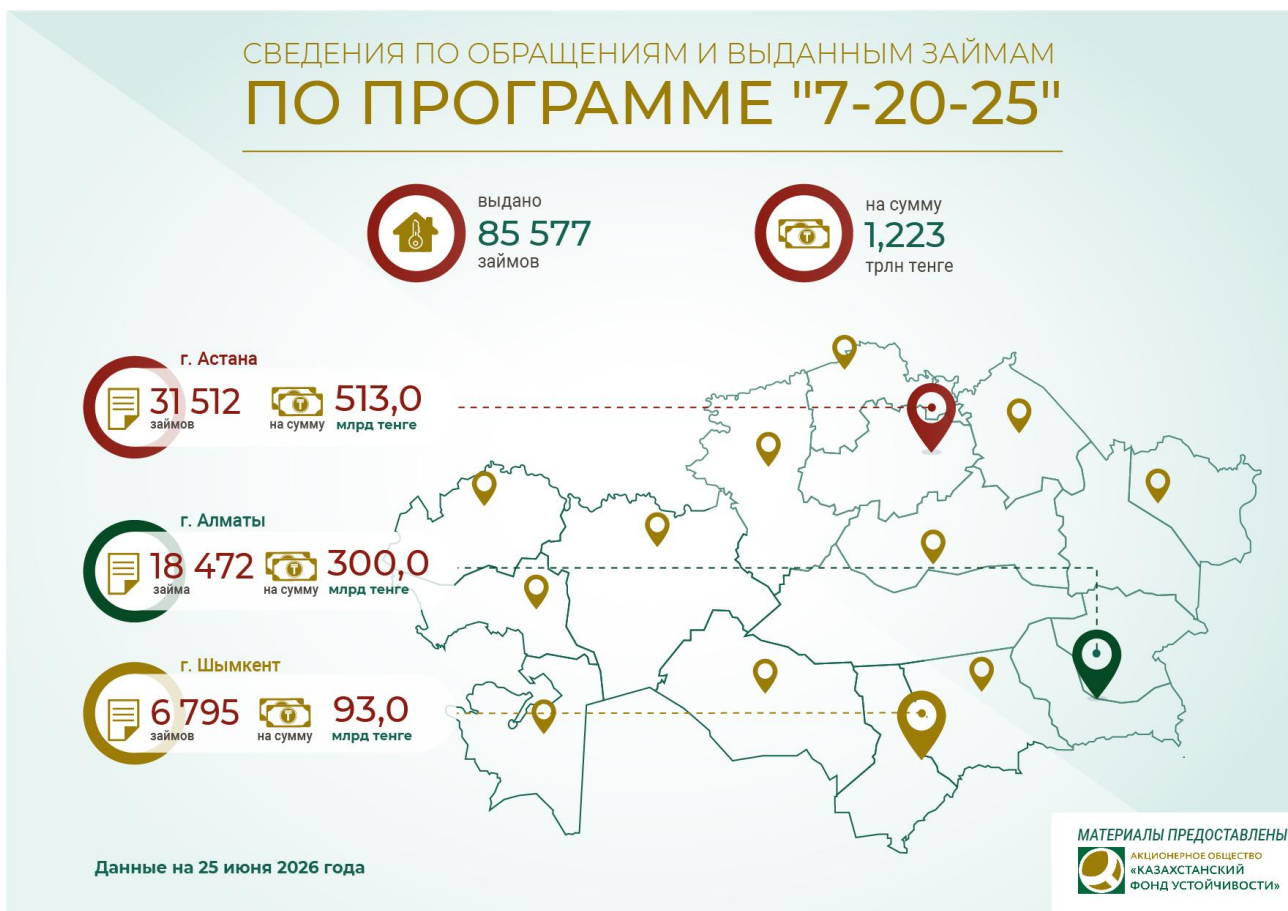 СВЕДЕНИЯ ПО ОБРАЩЕНИЯМ И ВЫДАННЫМ ЗАЙМАМ
ПО ПРОГРАММЕ "7-20-25"
выдано
85 577
займов
на сумму
1,223
трлн тенге
г. Астана
31 512
займов
на сумму
513,0
млрд тенге
г. Алматы
18 472
займа
на сумму
300,0
млрд тенге
г. Шымкент
6 795
займов
на сумму
93,0
млрд тенге
Данные на 25 июня 2026 года
МАТЕРИАЛЫ ПРЕДОСТАВЛЕНЫ
АКЦИОНЕРНОЕ ОБЩЕСТВО
«КАЗАХСТАНСКИЙ
ФОНД УСТОЙЧИВОСТИ»